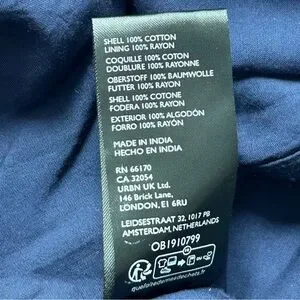 SHELL 100% COTTON
LINING 100% RAYON
COQUILLE 100% COTON
DOUBLURE 100% RAYONNE
OBERSTOFF 100% BAUMWOLLE
FUTTER 100% RAYON
SHELL 100% COTONE
FODERA 100% RAYON
EXTERIOR 100% ALGODÓN
FORRO 100% RAYÓN
MADE IN INDIA
HECHO EN INDIA
RN 66170
CA 32054
URBN UK Ltd.
146 Brick Lane,
LONDON, E1 6RU
LEIDSESTRAAT 32, 1017 PB
AMSTERDAM, NETHERLANDS
OB1910799
quefairedemesdechets.fr